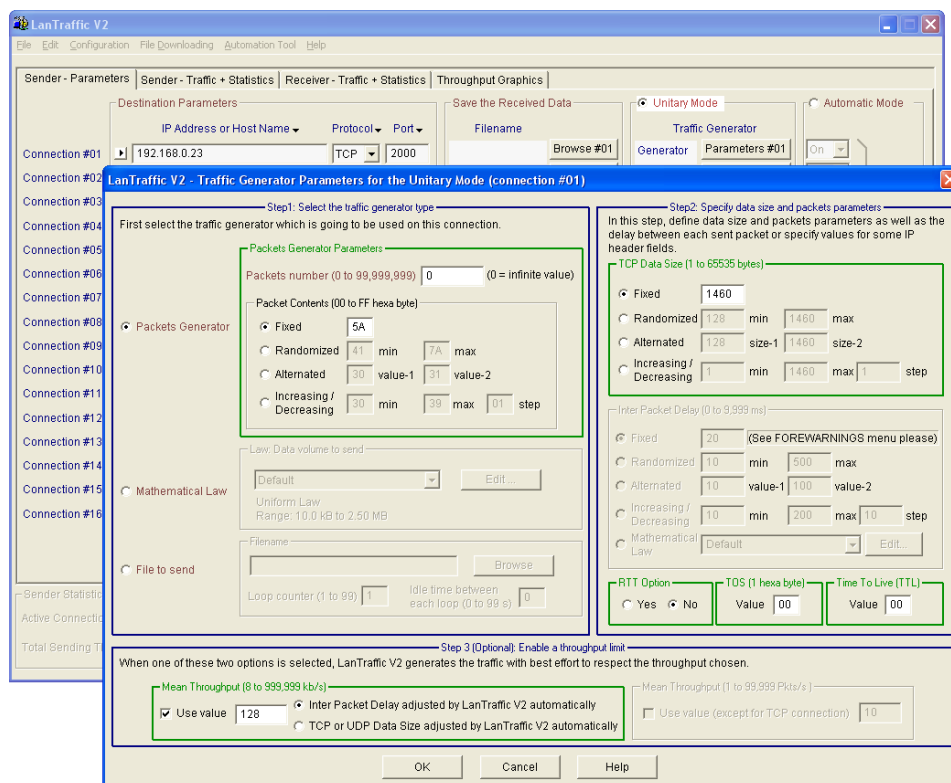 LanTraffic V2
File Edit Configuration File Downloading Automation Tool Help
Sender - Parameters Sender - Traffic + Statistics Receiver - Traffic + Statistics Throughput Graphics
Destination Parameters Save the Received Data Unitary Mode Automatic Mode
IP Address or Host Name Protocol Port Filename Traffic Generator
Connection #01 192.168.0.23 TCP 2000 Browse #01 Generator Parameters #01 On
Connection #02
Connection #03
Connection #04
Connection #05
Connection #06
Connection #07
Connection #08
Connection #09
Connection #10
Connection #11
Connection #12
Connection #13
Connection #14
Connection #15
Connection #16
Sender Statistic
Active Connectio
Total Sending T
LanTraffic V2 - Traffic Generator Parameters for the Unitary Mode (connection #01)
Step1: Select the traffic generator type
First select the traffic generator which is going to be used on this connection.
Packets Generator
Packets Generator Parameters
Packets number (0 to 99,999,999) 0 (0 = infinite value)
Packet Contents (00 to FF hexa byte)
Fixed 5A
Randomized 41 min 7A max
Alternated 30 value-1 31 value-2
Increasing /
Decreasing 30 min 39 max 01 step
Mathematical Law
Law: Data volume to send
Default Edit ...
Uniform Law
Range: 10.0 kB to 2.50 MB
File to send
Filename
Browse
Loop counter (1 to 99) 1 Idle time between
each loop (0 to 99 s) 0
Step2: Specify data size and packets parameters
In this step, define data size and packets parameters as well as the
delay between each sent packet or specify values for some IP
header fields.
TCP Data Size (1 to 65535 bytes)
Fixed 1460
Randomized 128 min 1460 max
Alternated 128 size-1 1460 size-2
Increasing /
Decreasing 1 min 1460 max 1 step
Inter Packet Delay (0 to 9,999 ms)
Fixed 20 (See FOREWARNINGS menu please)
Randomized 10 min 500 max
Alternated 10 value-1 100 value-2
Increasing /
Decreasing 10 min 200 max 10 step
Mathematical
Law Default Edit...
RTT Option TOS (1 hexa byte) Time To Live (TTL)
Yes No Value 00 Value 00
Step 3 (Optional): Enable a throughput limit
When one of these two options is selected, LanTraffic V2 generates the traffic with best effort to respect the throughput chosen.
Mean Throughput (8 to 999,999 kb/s)
Use value 128
Inter Packet Delay adjusted by LanTraffic V2 automatically
TCP or UDP Data Size adjusted by LanTraffic V2 automatically
Mean Throughput (1 to 99,999 Pkts/s )
Use value (except for TCP connection) 10
OK Cancel Help